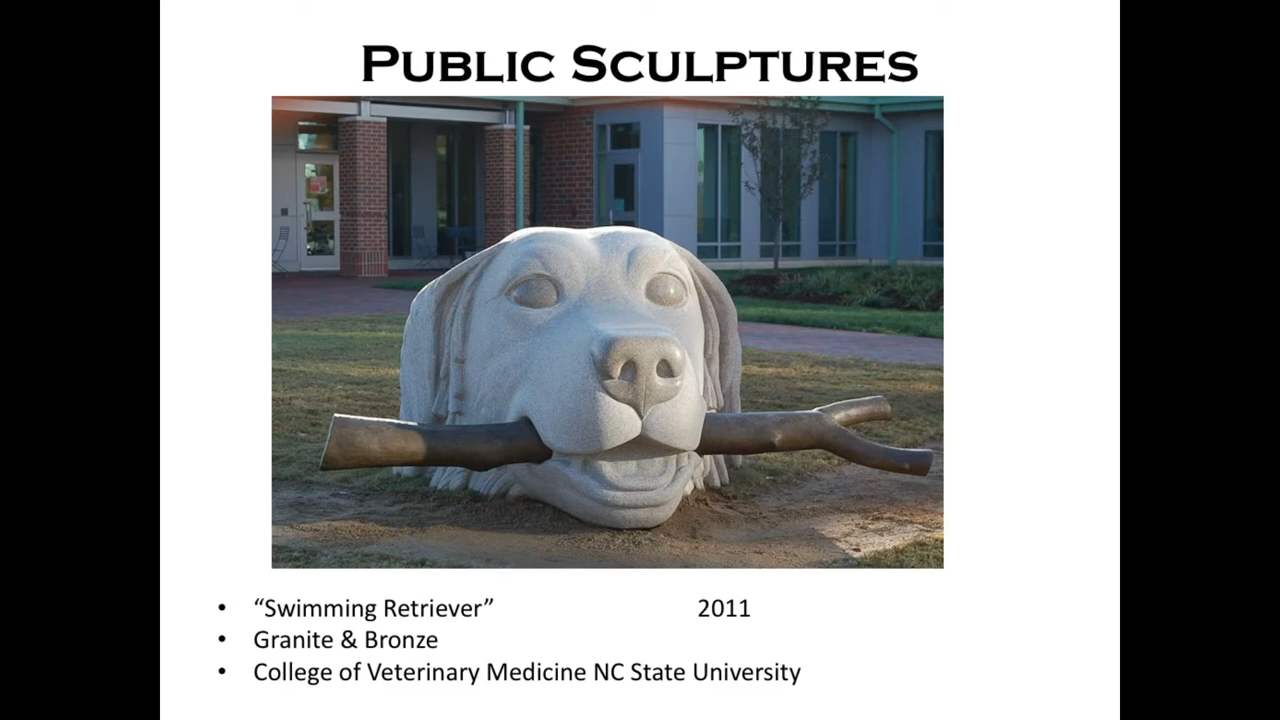 PUBLIC SCULPTURES
• “Swimming Retriever” 2011
• Granite & Bronze
• College of Veterinary Medicine NC State University